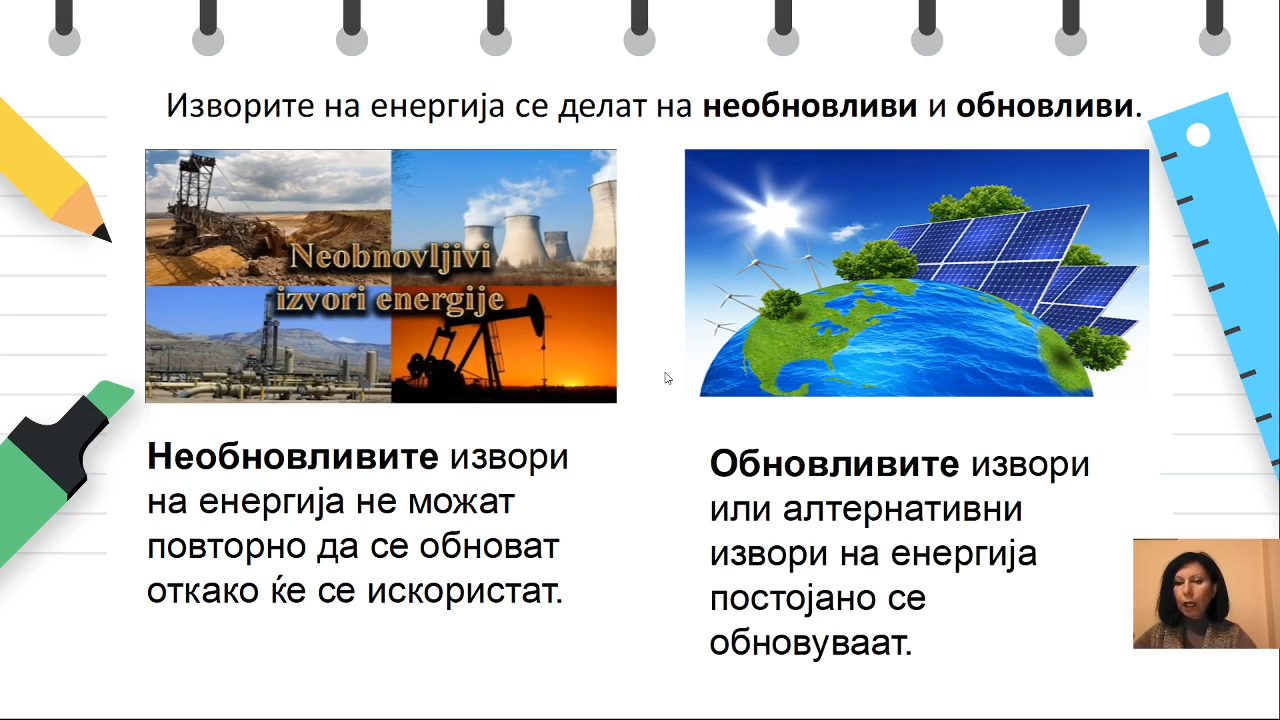 Изворите на енергија се делат на необновливи и обновливи.
Neobnovljivi
izvori energije
Необновливите извори
на енергија не можат
повторно да се обноват
откако ќе се искористат.
Обновливите извори
или алтернативни
извори на енергија
постојано се
обновуваат.